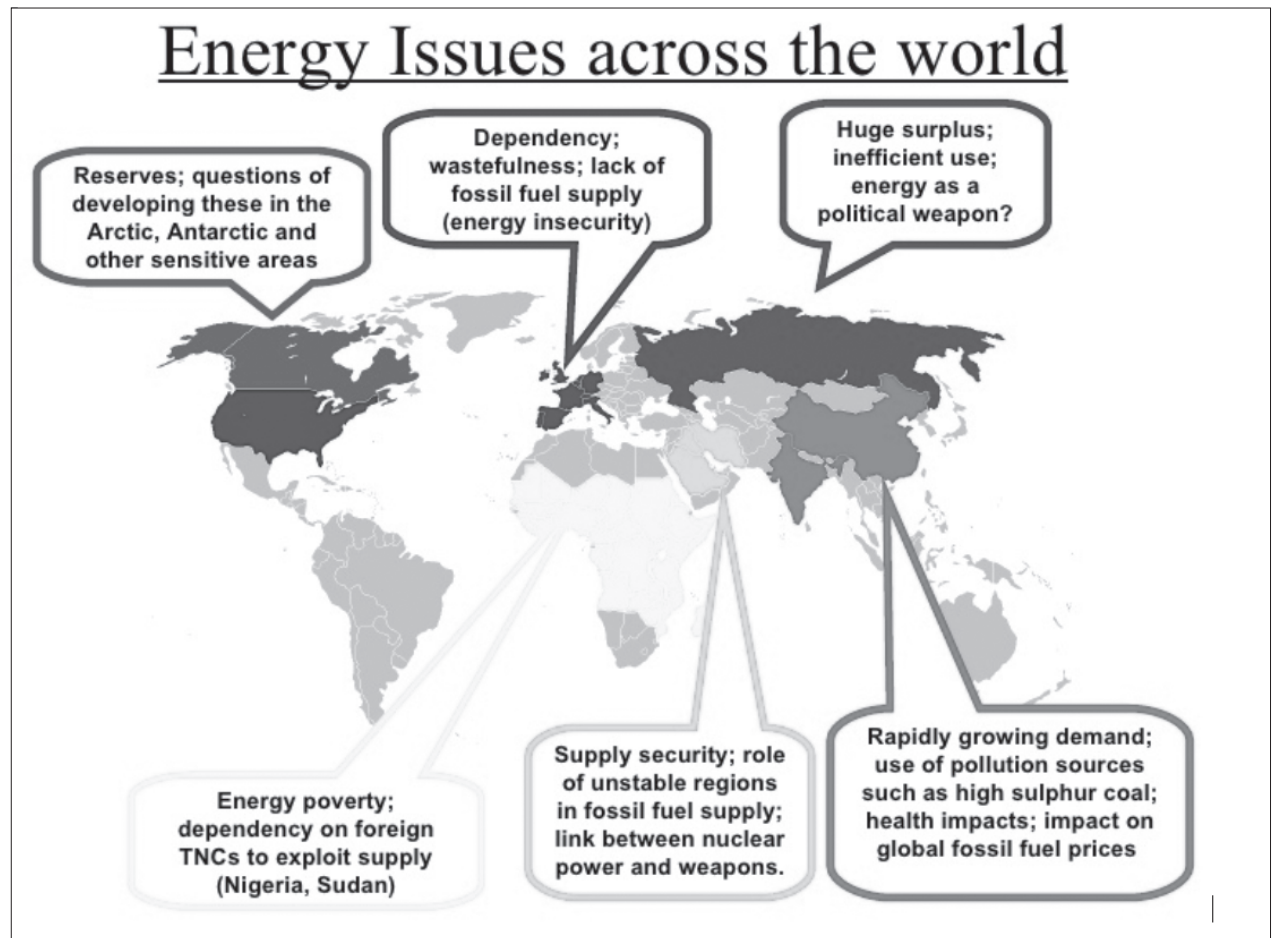 Energy Issues across the world
Reserves; questions of
developing these in the
Arctic, Antarctic and
other sensitive areas
Dependency;
wastefulness; lack of
fossil fuel supply
(energy insecurity)
Huge surplus;
inefficient use;
energy as a
political weapon?
Energy poverty;
dependency on foreign
TNCs to exploit supply
(Nigeria, Sudan)
Supply security; role
of unstable regions
in fossil fuel supply;
link between nuclear
power and weapons.
Rapidly growing demand;
use of pollution sources
such as high sulphur coal;
health impacts; impact on
global fossil fuel prices